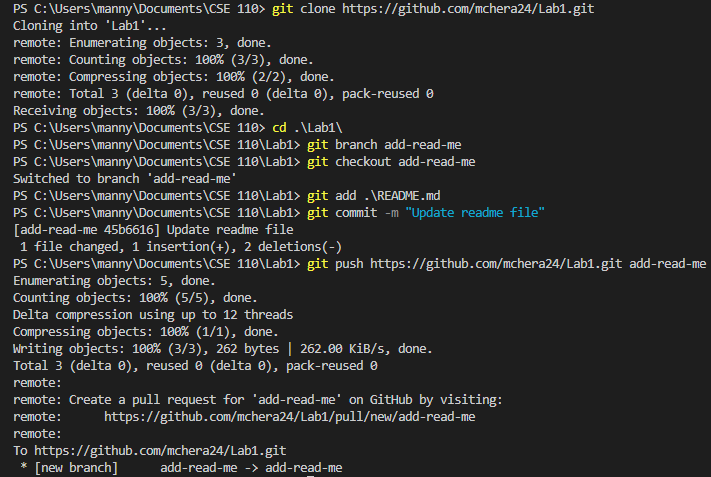 PS C:\Users\manny\Documents\CSE 110> git clone https://github.com/mchera24/Lab1.git
Cloning into 'Lab1'...
remote: Enumerating objects: 3, done.
remote: Counting objects: 100% (3/3), done.
remote: Compressing objects: 100% (2/2), done.
remote: Total 3 (delta 0), reused 0 (delta 0), pack-reused 0
Receiving objects: 100% (3/3), done.
PS C:\Users\manny\Documents\CSE 110> cd .\Lab1\
PS C:\Users\manny\Documents\CSE 110\Lab1> git branch add-read-me
PS C:\Users\manny\Documents\CSE 110\Lab1> git checkout add-read-me
Switched to branch 'add-read-me'
PS C:\Users\manny\Documents\CSE 110\Lab1> git add .\README.md
PS C:\Users\manny\Documents\CSE 110\Lab1> git commit -m "Update readme file"
[add-read-me 45b6616] Update readme file
 1 file changed, 1 insertion(+), 2 deletions(-)
PS C:\Users\manny\Documents\CSE 110\Lab1> git push https://github.com/mchera24/Lab1.git add-read-me
Enumerating objects: 5, done.
Counting objects: 100% (5/5), done.
Delta compression using up to 12 threads
Compressing objects: 100% (1/1), done.
Writing objects: 100% (3/3), 262 bytes | 262.00 KiB/s, done.
Total 3 (delta 0), reused 0 (delta 0), pack-reused 0
remote:
remote: Create a pull request for 'add-read-me' on GitHub by visiting:
remote:      https://github.com/mchera24/Lab1/pull/new/add-read-me
remote:
To https://github.com/mchera24/Lab1.git
 * [new branch]      add-read-me -> add-read-me